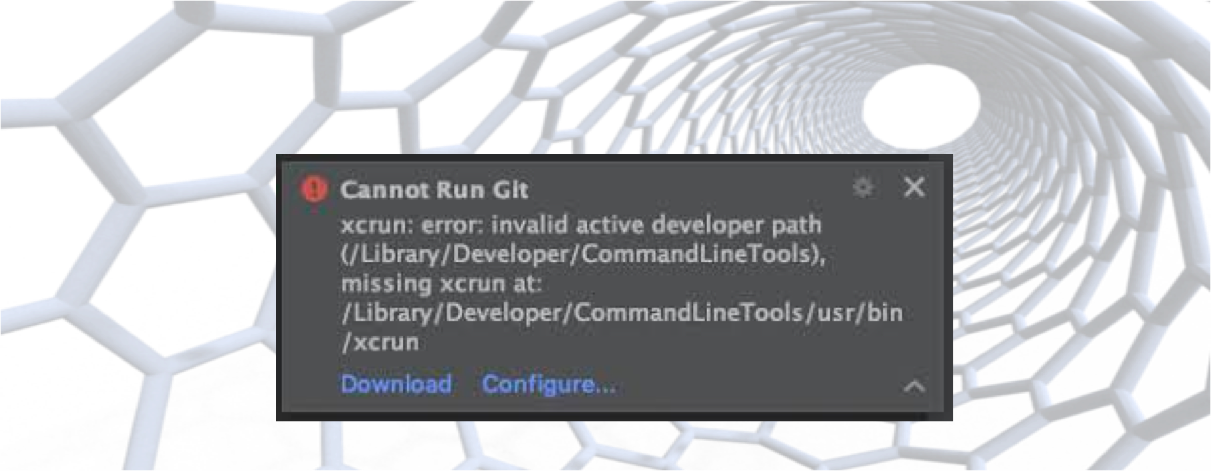 Cannot Run Git
xcrun: error: invalid active developer path
(/Library/Developer/CommandLineTools),
missing xcrun at:
/Library/Developer/CommandLineTools/usr/bin
/xcrun
Download Configure...